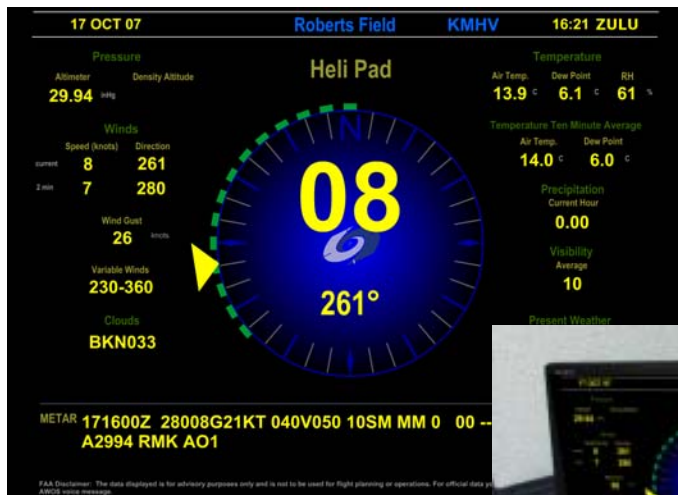 17 OCT 07 Roberts Field KMHV 16:21 ZULU
Pressure
Altimeter Density Altitude
29.94 inHg
Winds
Speed (knots) Direction
current 8 261
2 min 7 280
Wind Gust
26 knots
Variable Winds
230-360
Clouds
BKN033
Heli Pad
N
08
261°
Temperature
Air Temp. Dew Point RH
13.9 C 6.1 C 61 %
Temperature Ten Minute Average
Air Temp. Dew Point
14.0 C 6.0 C
Precipitation
Current Hour
0.00
Visibility
Average
10
Present Weather
METAR 171600Z 28008G21KT 040V050 10SM MM 0 00 --
A2994 RMK AO1
FAA Disclaimer: The data displayed is for advisory purposes only and is not to be used for flight planning or operations. For official data
AWOS voice message.